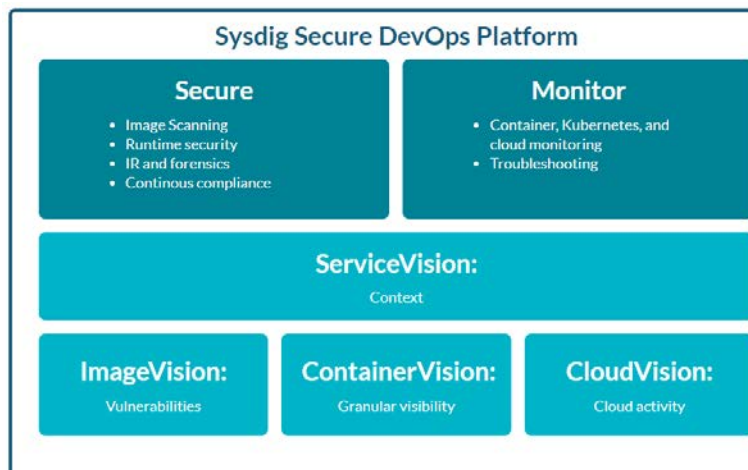 Sysdig Secure DevOps Platform
Secure
• Image Scanning
• Runtime security
• IR and forensics
• Continous compliance
Monitor
• Container, Kubernetes, and
cloud monitoring
• Troubleshooting
ServiceVision:
Context
ImageVision:
Vulnerabilities
ContainerVision:
Granular visibility
CloudVision:
Cloud activity